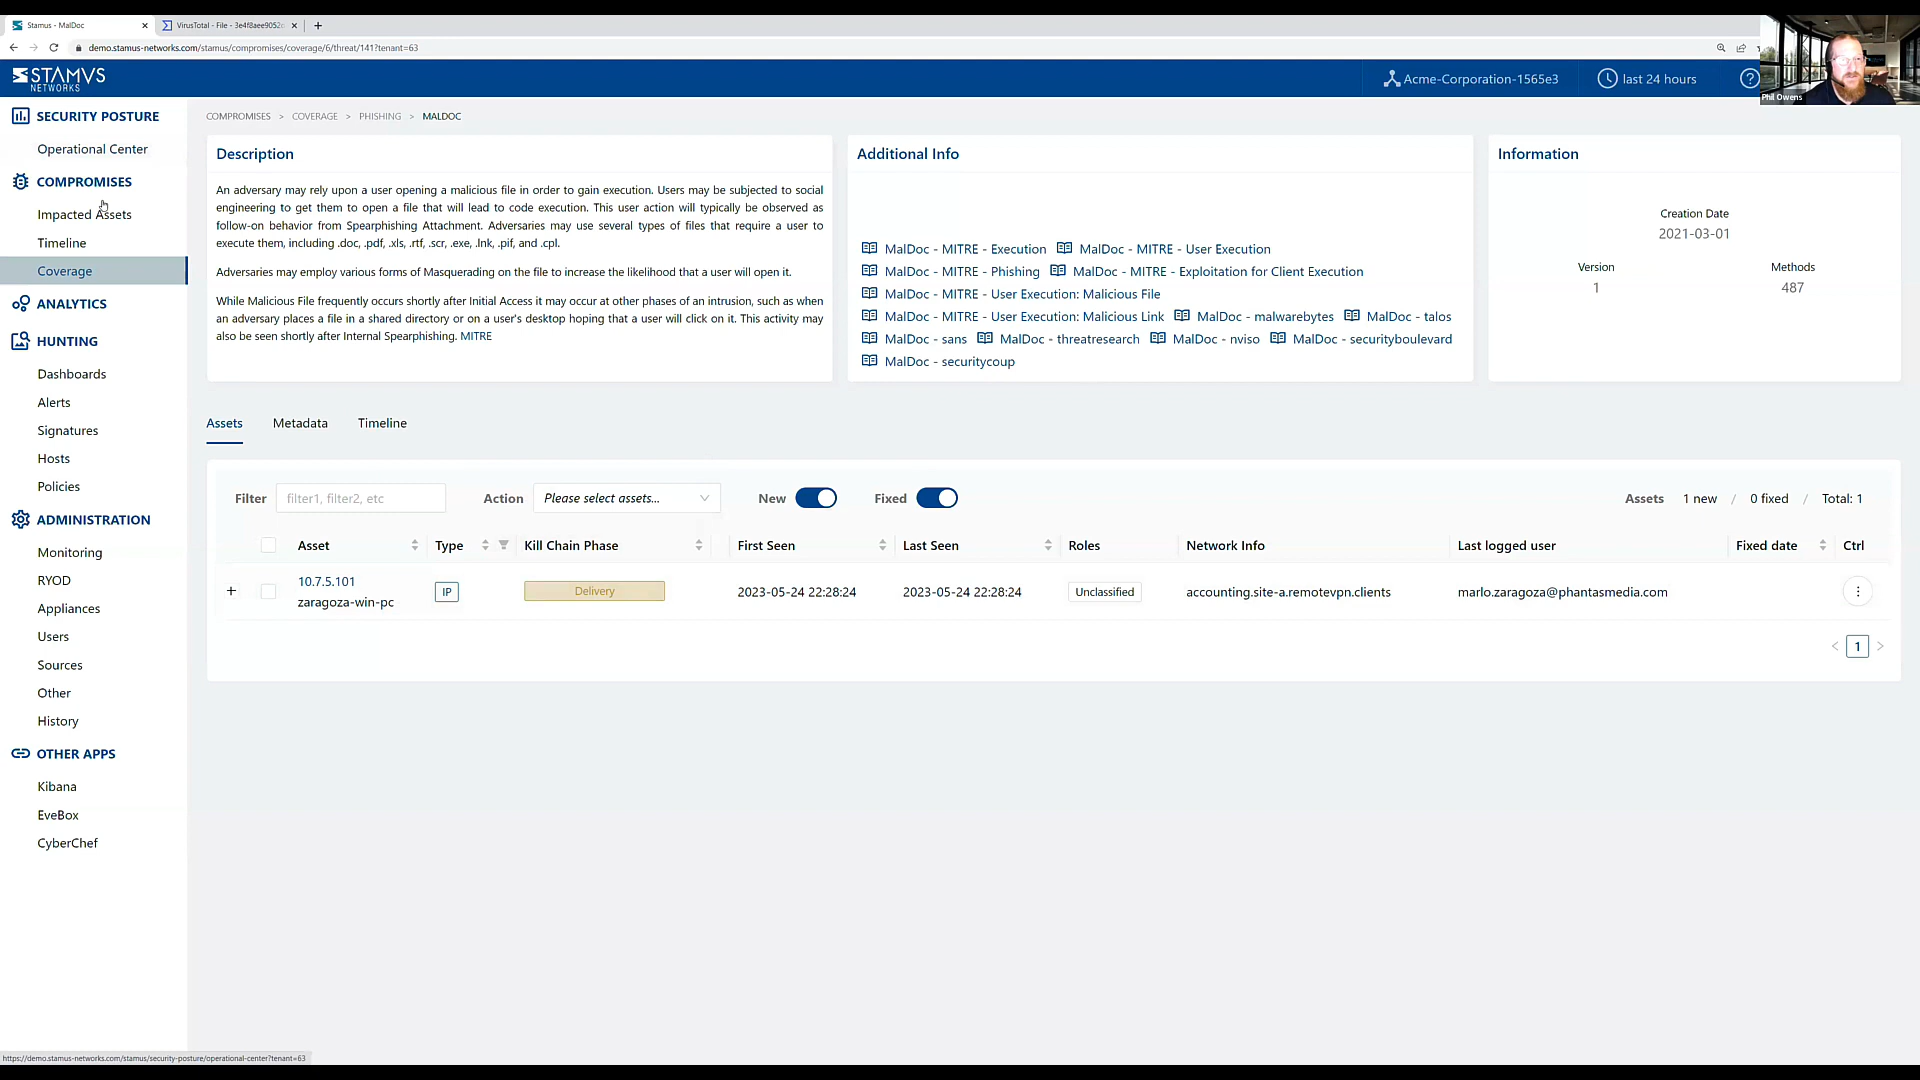 Stamus - MalDoc
VirusTotal - File - 3e4f8aee9052
demo.stamus-networks.com/stamus/compromises/coverage/6/threat/141?tenant=63
STAMVS
NETWORKS
Acme-Corporation-1565e3
last 24 hours
Phil Owens
SECURITY POSTURE
Operational Center
COMPROMISES
Impacted Assets
Timeline
Coverage
ANALYTICS
HUNTING
Dashboards
Alerts
Signatures
Hosts
Policies
ADMINISTRATION
Monitoring
RYOD
Appliances
Users
Sources
Other
History
OTHER APPS
Kibana
EveBox
CyberChef
COMPROMISES > COVERAGE > PHISHING > MALDOC
Description
An adversary may rely upon a user opening a malicious file in order to gain execution. Users may be subjected to social
engineering to get them to open a file that will lead to code execution. This user action will typically be observed as
follow-on behavior from Spearphishing Attachment. Adversaries may use several types of files that require a user to
execute them, including .doc, .pdf, .xls, .rtf, .scr, .exe, .lnk, .pif, and .cpl.
Adversaries may employ various forms of Masquerading on the file to increase the likelihood that a user will open it.
While Malicious File frequently occurs shortly after Initial Access it may occur at other phases of an intrusion, such as when
an adversary places a file in a shared directory or on a user's desktop hoping that a user will click on it. This activity may
also be seen shortly after Internal Spearphishing. MITRE
Additional Info
MalDoc - MITRE - Execution MalDoc - MITRE - User Execution
MalDoc - MITRE - Phishing MalDoc - MITRE - Exploitation for Client Execution
MalDoc - MITRE - User Execution: Malicious File
MalDoc - MITRE - User Execution: Malicious Link MalDoc - malwarebytes MalDoc - talos
MalDoc - sans MalDoc - threatresearch MalDoc - nviso MalDoc - securityboulevard
MalDoc - securitycoup
Information
Creation Date
2021-03-01
Version Methods
1 487
Assets Metadata Timeline
Filter filter1, filter2, etc Action Please select assets... New Fixed Assets 1 new / 0 fixed / Total: 1
Asset Type Kill Chain Phase First Seen Last Seen Roles Network Info Last logged user Fixed date Ctrl
10.7.5.101
zaragoza-win-pc IP Delivery 2023-05-24 22:28:24 2023-05-24 22:28:24 Unclassified accounting.site-a.remotevpn.clients marlo.zaragoza@phantasmedia.com
< 1 >
https://demo.stamus-networks.com/stamus/security-posture/operational-center?tenant=63